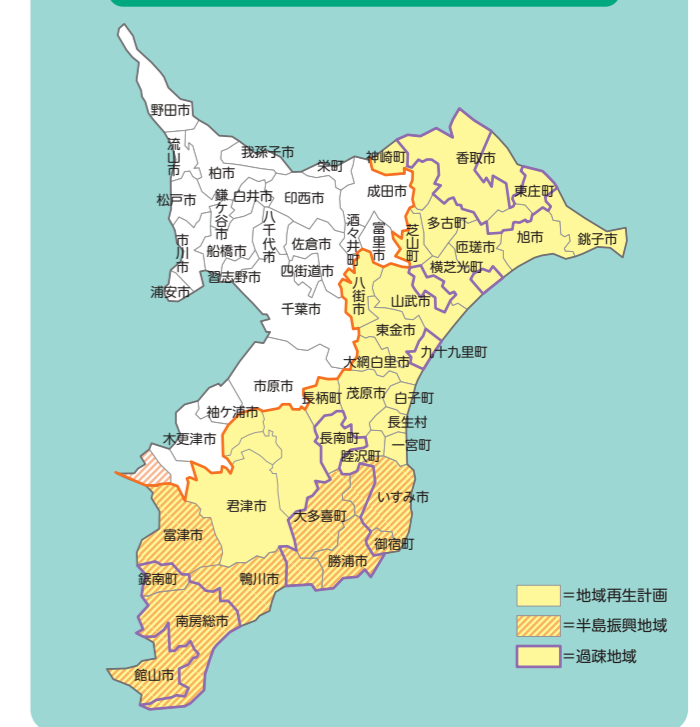 野田市
流山市
我孫子市
柏市
栄町
神崎町
香取市
松戸市
鎌ケ谷市
白井市
印西市
成田市
東庄町
八千代市
酒々井町
富里市
芝山町
多古町
旭市
銚子市
市川市
船橋市
佐倉市
匝瑳市
横芝光町
習志野市
四街道市
浦安市
八街市
山武市
千葉市
東金市
九十九里町
大網白里市
市原市
長柄町
茂原市
白子町
袖ケ浦市
長生村
木更津市
長南町
一宮町
睦沢町
いすみ市
君津市
大多喜町
富津市
御宿町
勝浦市
鋸南町
鴨川市
南房総市
館山市
=地域再生計画
=半島振興地域
=過疎地域